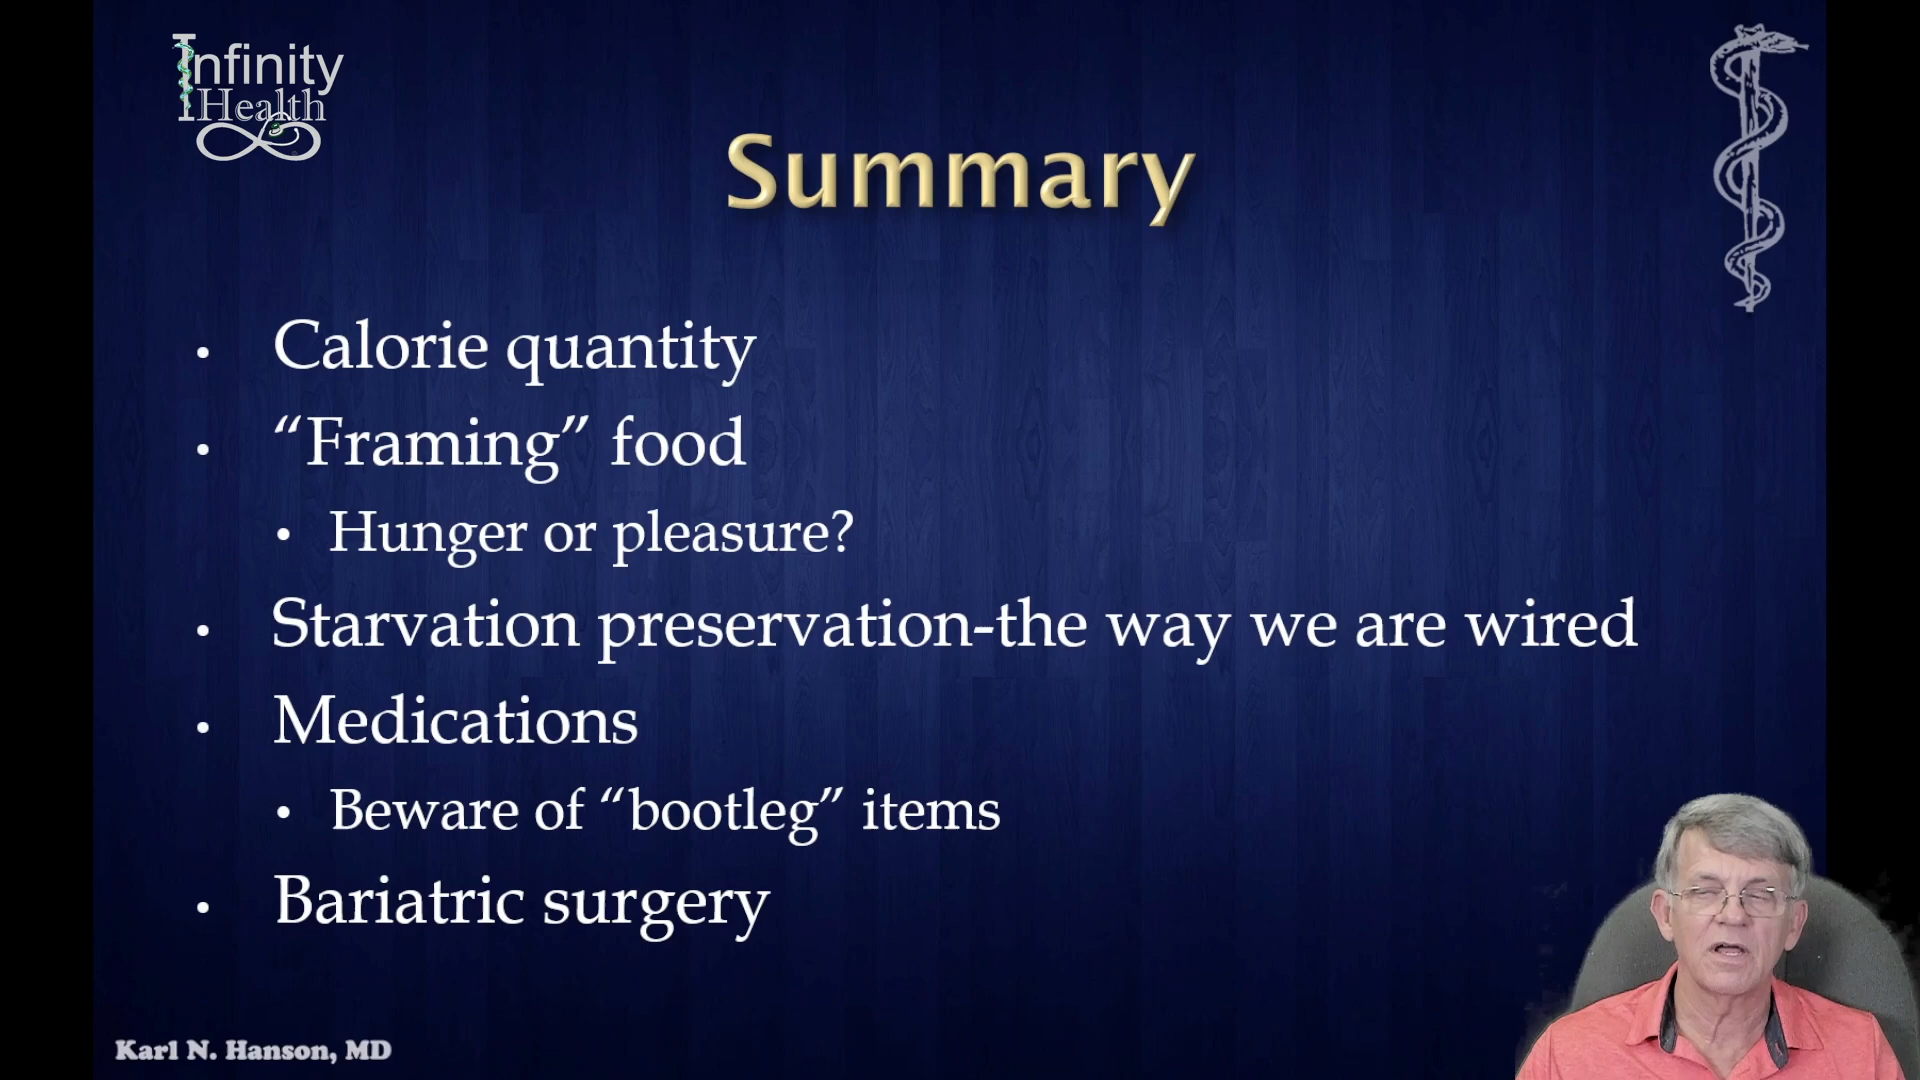 Infinity
Health
Summary
• Calorie quantity
• “Framing” food
• Hunger or pleasure?
• Starvation preservation-the way we are wired
• Medications
• Beware of “bootleg” items
• Bariatric surgery
Karl N. Hanson, MD